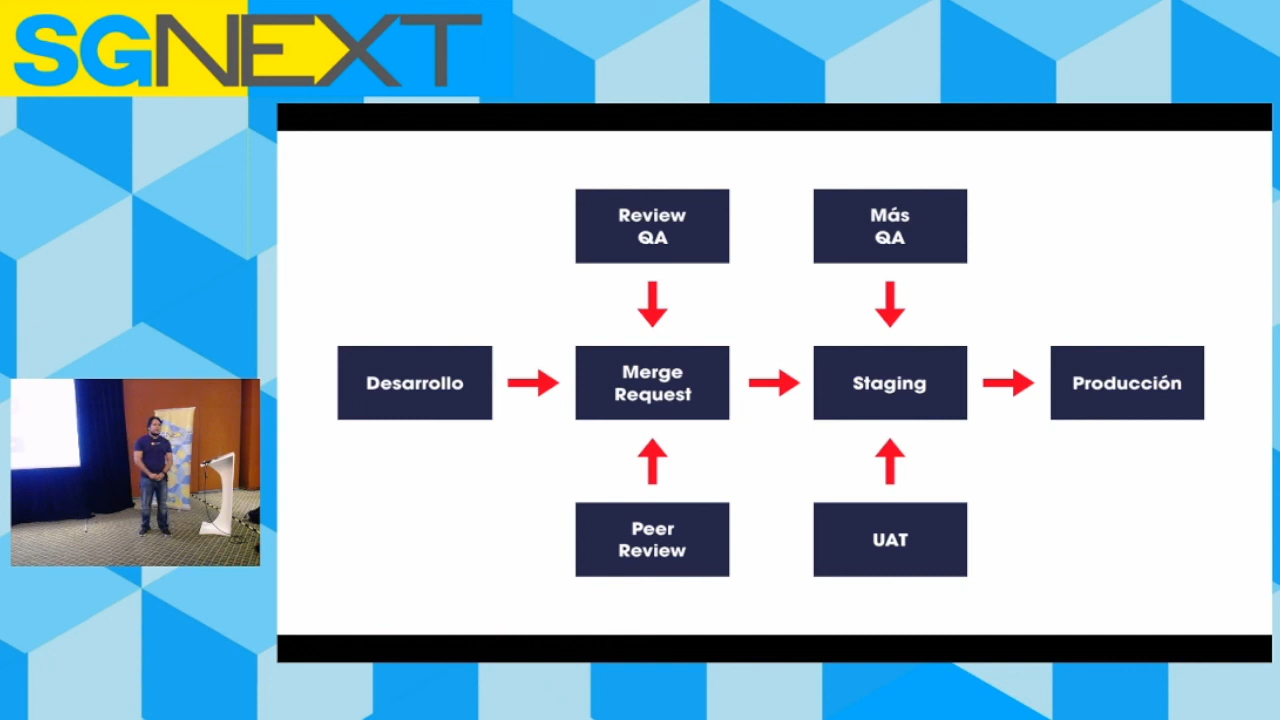 SGNEXT
Review
QA
Más
QA
Desarrollo
Merge
Request
Staging
Producción
Peer
Review
UAT